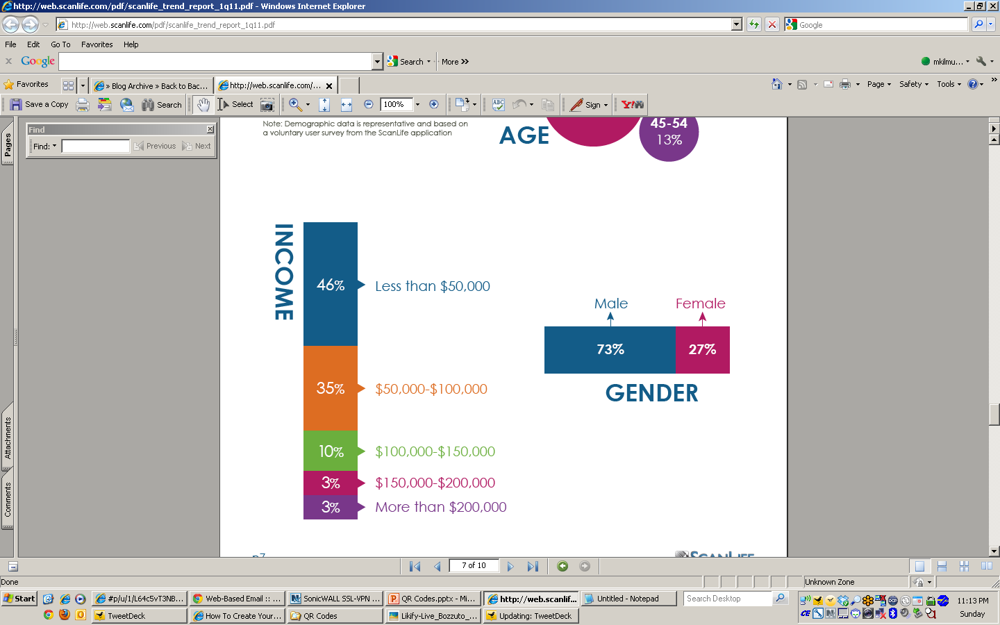 http://web.scanlife.com/pdf/scanlife_trend_report_1q11.pdf - Windows Internet Explorer
http://web.scanlife.com/pdf/scanlife_trend_report_1q11.pdf
Google
File Edit Go To Favorites Help
x Google Search More >>
mkilmu...
Favorites
» Blog Archive » Back to Bac...
http://web.scanlife.com/...
Page Safety Tools
Save a Copy Search Select 100% Sign Y!
Find
Find: Previous Next
Pages
Attachments
Comments
Note: Demographic data is representative and based on
a voluntary user survey from the ScanLife application
AGE
45-54
13%
INCOME
46% Less than $50,000
35% $50,000-$100,000
10% $100,000-$150,000
3% $150,000-$200,000
3% More than $200,000
Male Female
73% 27%
GENDER
p7
SCANLIFE
7 of 10
Done
Unknown Zone
Start
#p/u/1/L64c5vT3NB...
Web-Based Email :: ...
SonicWALL SSL-VPN ...
QR Codes.pptx - Mi...
http://web.scanlif...
Untitled - Notepad
Search Desktop
11:13 PM
TweetDeck
How To Create Your...
QR Codes
Likify-Live_Bozzuto_...
Updating: TweetDeck
Sunday